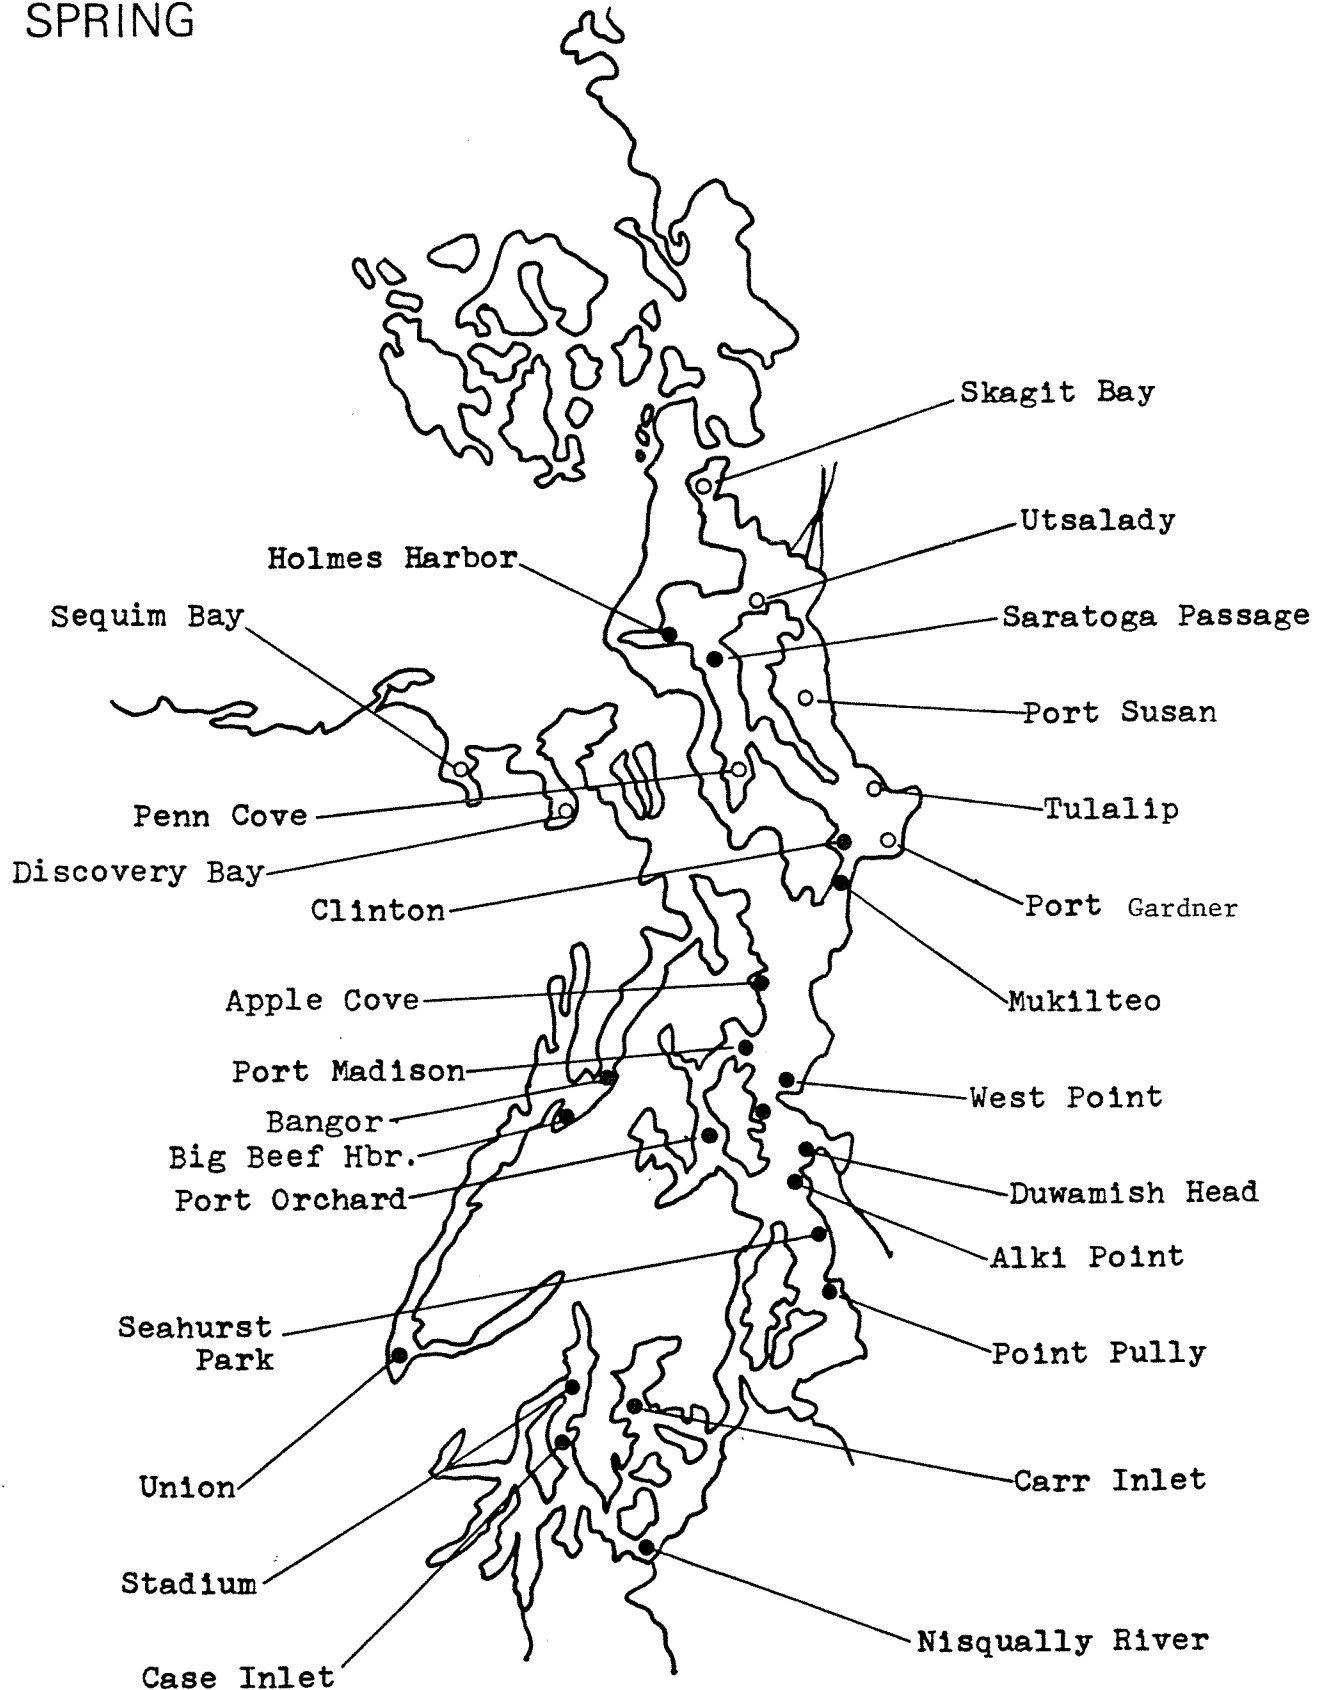 SPRING
Skagit Bay
Utsalady
Holmes Harbor
Sequim Bay
Saratoga Passage
Port Susan
Penn Cove
Tulalip
Discovery Bay
Clinton
Port Gardner
Apple Cove
Mukilteo
Port Madison
West Point
Bangor
Big Beef Hbr.
Port Orchard
Duwamish Head
Alki Point
Seahurst
Park
Point Pully
Union
Carr Inlet
Stadium
Nisqually River
Case Inlet